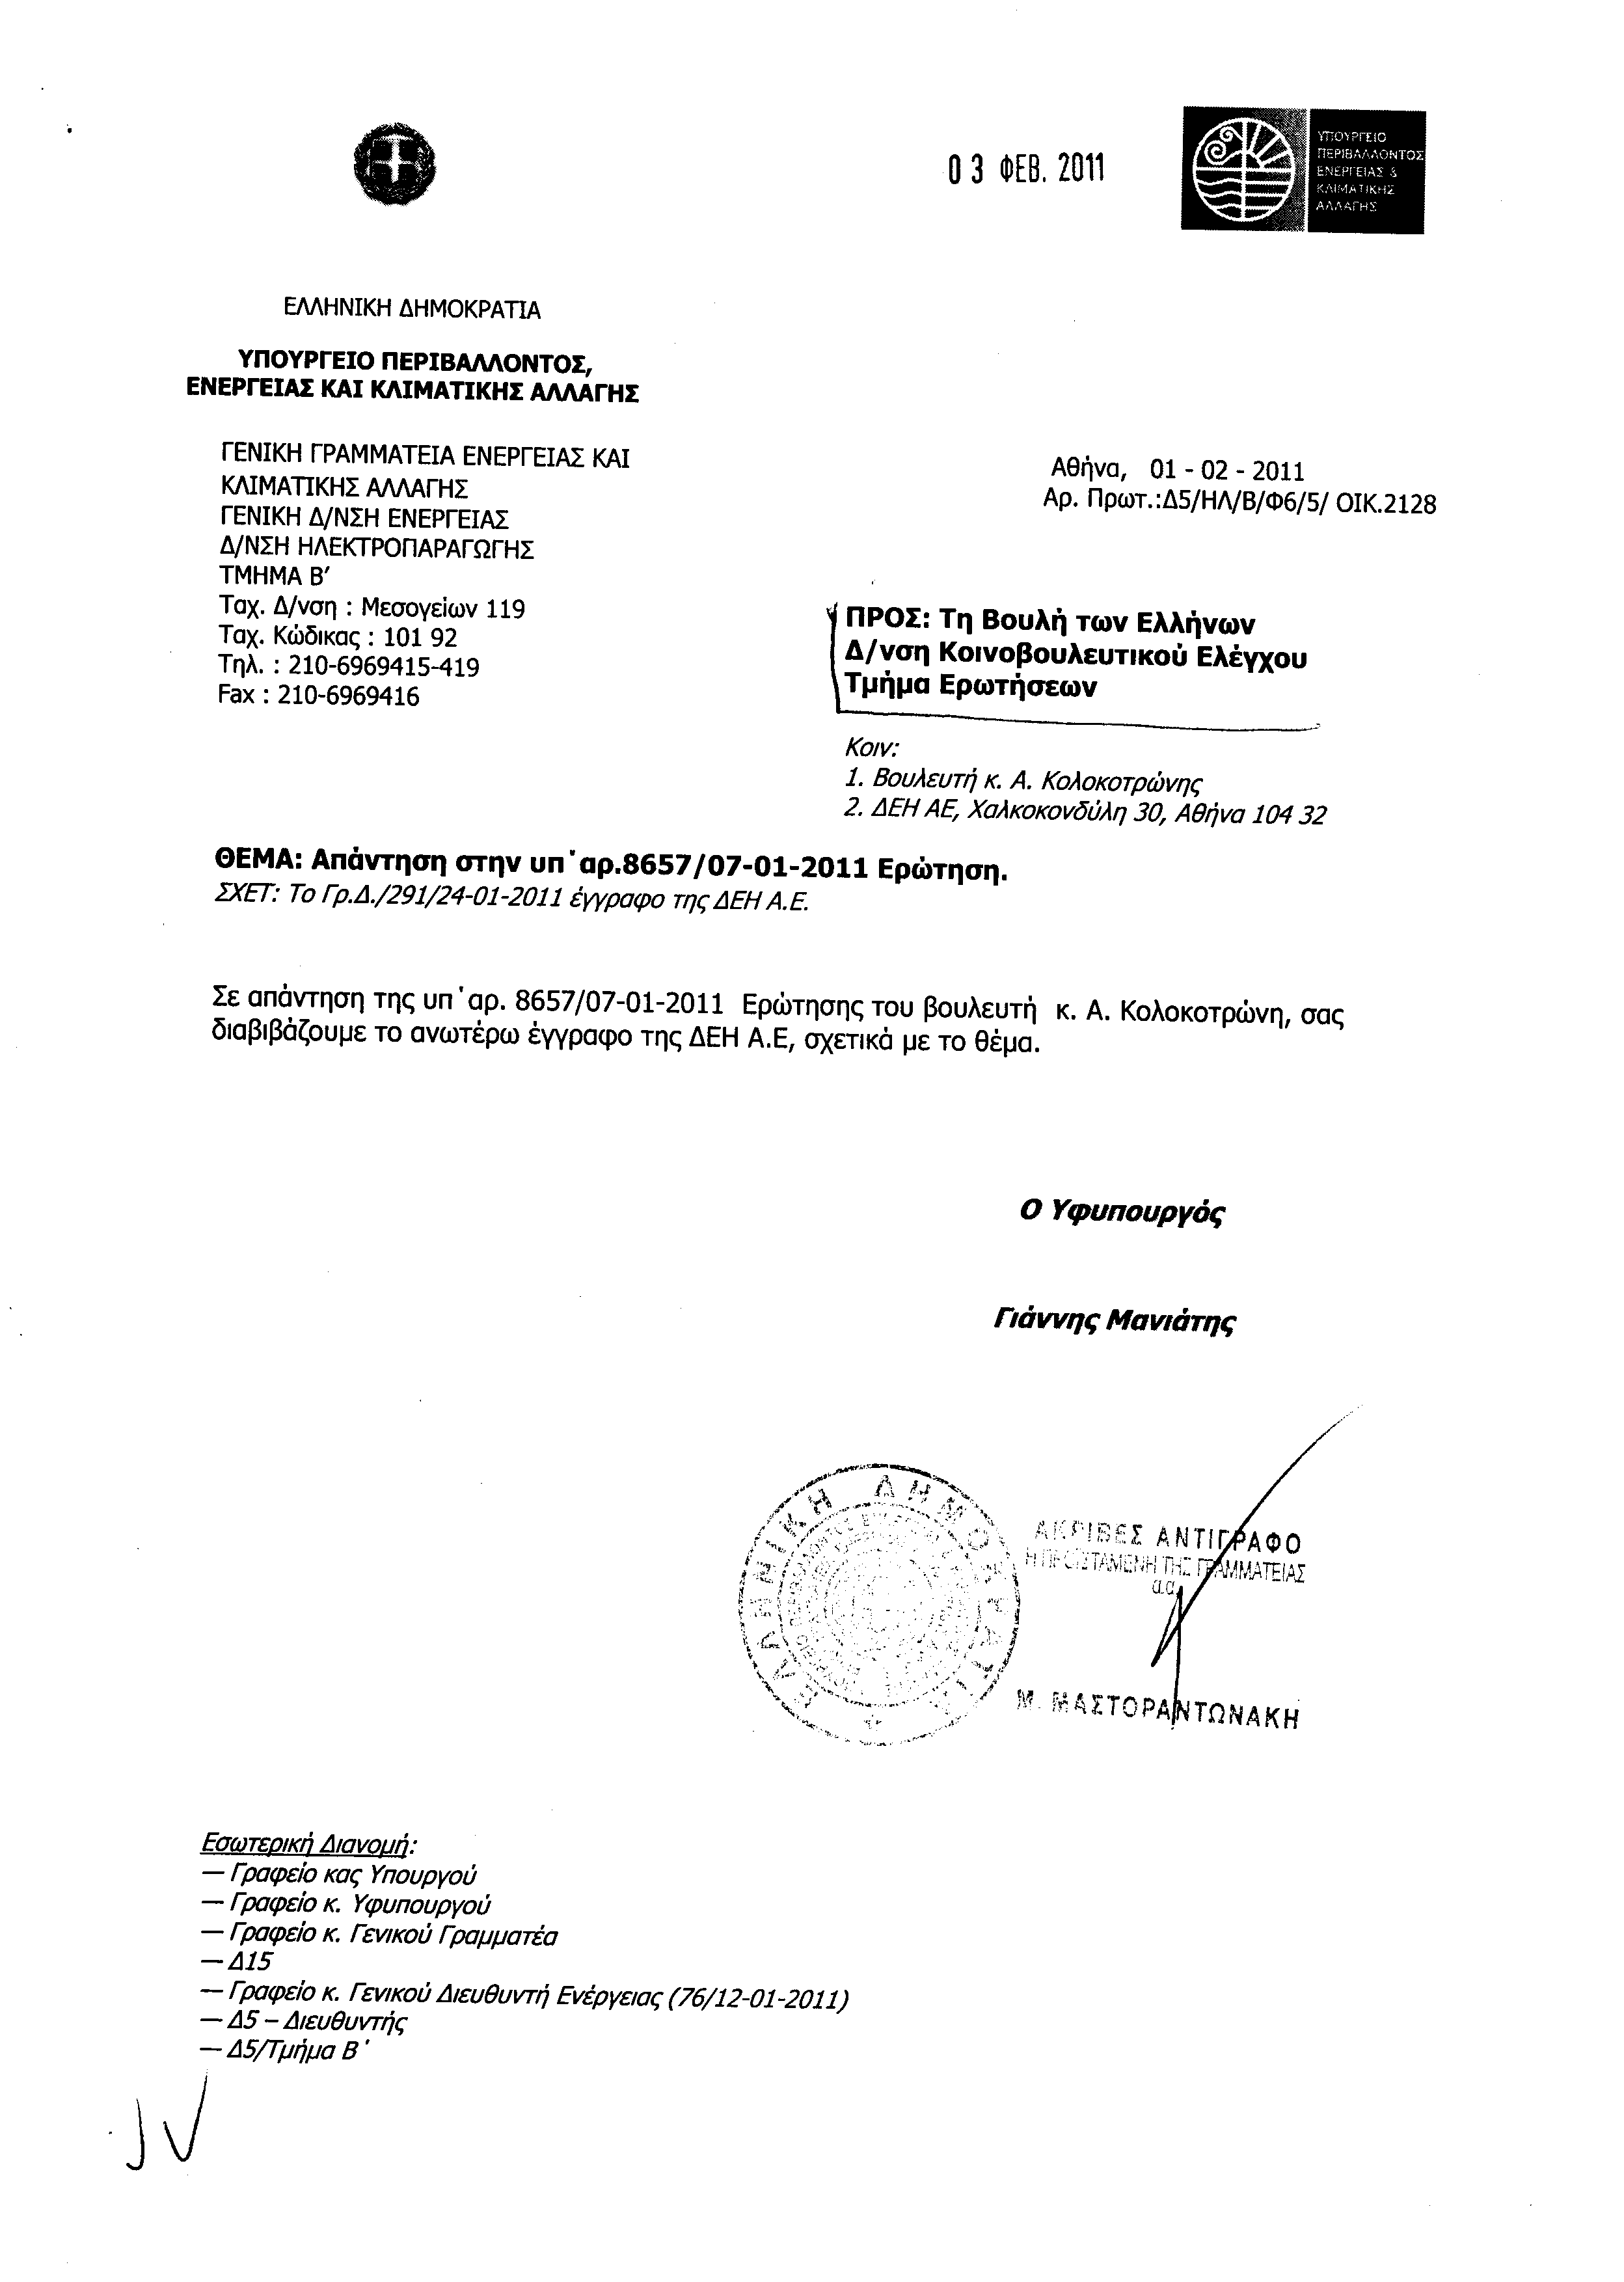 03 ΦΕΒ. 2011
ΥΠΟΥΡΓΕΙΟ
ΠΕΡΙΒΑΛΛΟΝΤΟΣ
ΕΝΕΡΓΕΙΑΣ &
ΚΛΙΜΑΤΙΚΗΣ
ΑΛΛΑΓΗΣ
ΕΛΛΗΝΙΚΗ ΔΗΜΟΚΡΑΤΙΑ
ΥΠΟΥΡΓΕΙΟ ΠΕΡΙΒΑΛΛΟΝΤΟΣ,
ΕΝΕΡΓΕΙΑΣ ΚΑΙ ΚΛΙΜΑΤΙΚΗΣ ΑΛΛΑΓΗΣ
ΓΕΝΙΚΗ ΓΡΑΜΜΑΤΕΙΑ ΕΝΕΡΓΕΙΑΣ ΚΑΙ
ΚΛΙΜΑΤΙΚΗΣ ΑΛΛΑΓΗΣ
ΓΕΝΙΚΗ Δ/ΝΣΗ ΕΝΕΡΓΕΙΑΣ
Δ/ΝΣΗ ΗΛΕΚΤΡΟΠΑΡΑΓΩΓΗΣ
ΤΜΗΜΑ Β'
Ταχ. Δ/νση : Μεσογείων 119
Ταχ. Κώδικας : 101 92
Τηλ. : 210-6969415-419
Fax : 210-6969416
Αθήνα, 01 - 02 - 2011
Αρ. Πρωτ.:Δ5/ΗΛ/Β/Φ6/5/ ΟΙΚ.2128
ΠΡΟΣ: Τη Βουλή των Ελλήνων
Δ/νση Κοινοβουλευτικού Ελέγχου
Τμήμα Ερωτήσεων
Κοιν:
1. Βουλευτή κ. Α. Κολοκοτρώνης
2. ΔΕΗ ΑΕ, Χαλκοκονδύλη 30, Αθήνα 104 32
ΘΕΜΑ: Απάντηση στην υπ΄αρ.8657/07-01-2011 Ερώτηση.
ΣΧΕΤ: Το Γρ.Δ./291/24-01-2011 έγγραφο της ΔΕΗ Α.Ε.
Σε απάντηση της υπ΄αρ. 8657/07-01-2011 Ερώτησης του βουλευτή κ. Α. Κολοκοτρώνη, σας
διαβιβάζουμε το ανωτέρω έγγραφο της ΔΕΗ Α.Ε, σχετικά με το θέμα.
Ο Υφυπουργός
Γιάννης Μανιάτης
ΕΛΛΗΝΙΚΗ ΔΗΜΟΚΡΑΤΙΑ
ΑΚΡΙΒΕΣ ΑΝΤΙΓΡΑΦΟ
Η ΠΡΟΪΣΤΑΜΕΝΗ ΤΗΣ ΓΡΑΜΜΑΤΕΙΑΣ
α.α.
Μ. ΜΑΣΤΟΡΑΝΤΩΝΑΚΗ
Εσωτερική Διανομή:
— Γραφείο κας Υπουργού
— Γραφείο κ. Υφυπουργού
— Γραφείο κ. Γενικού Γραμματέα
— Δ15
— Γραφείο κ. Γενικού Διευθυντή Ενέργειας (76/12-01-2011)
— Δ5 – Διευθυντής
— Δ5/Τμήμα Β΄